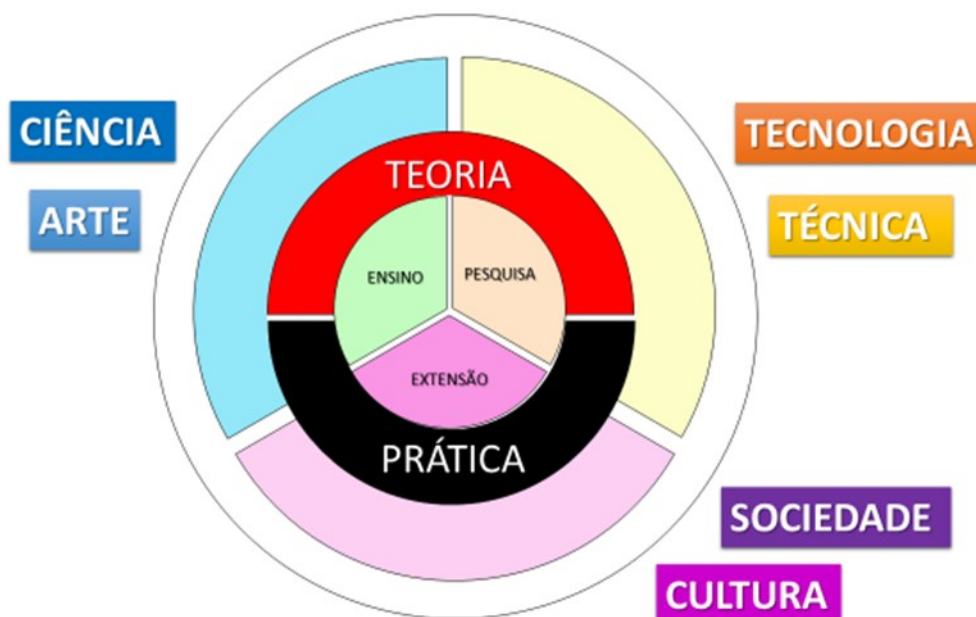 CIÊNCIA
ARTE
TECNOLOGIA
TÉCNICA
TEORIA
ENSINO
PESQUISA
EXTENSÃO
PRÁTICA
SOCIEDADE
CULTURA